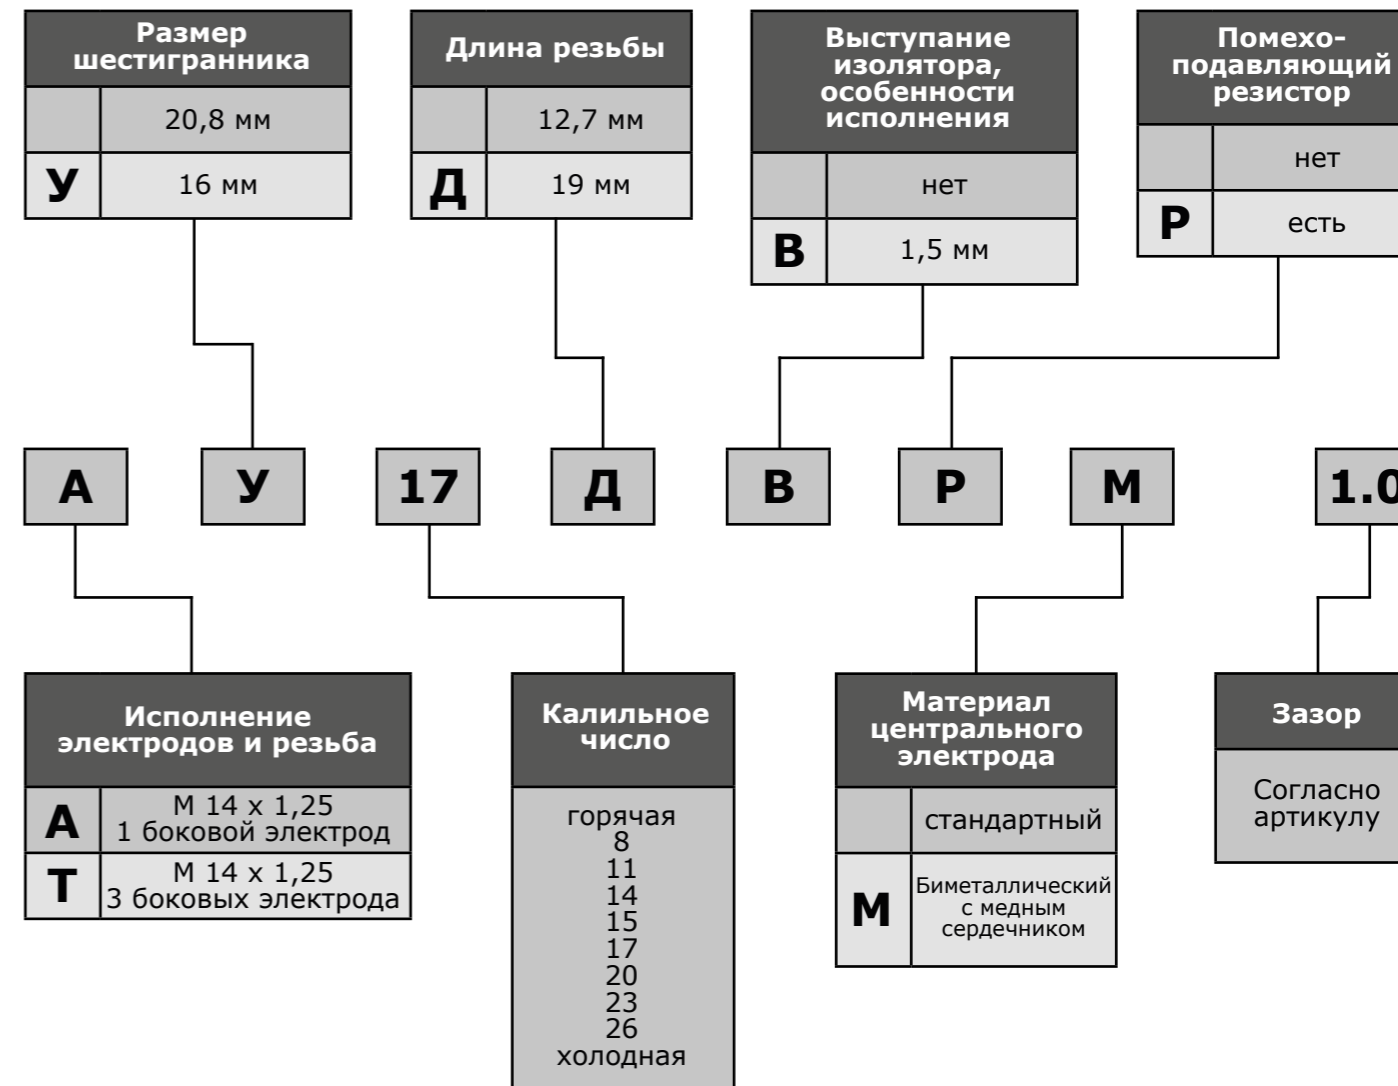 Размер
шестигранника
20,8 мм
У 16 мм
Длина резьбы
12,7 мм
Д 19 мм
Выступание
изолятора,
особенности
исполнения
нет
В 1,5 мм
Помехо-
подавляющий
резистор
нет
Р есть
А У 17 Д В Р М 1.0
Исполнение
электродов и резьба
А М 14 х 1,25
1 боковой электрод
Т М 14 х 1,25
3 боковых электрода
Калильное
число
горячая
8
11
14
15
17
20
23
26
холодная
Материал
центрального
электрода
стандартный
М Биметаллический
с медным
сердечником
Зазор
Согласно
артикулу